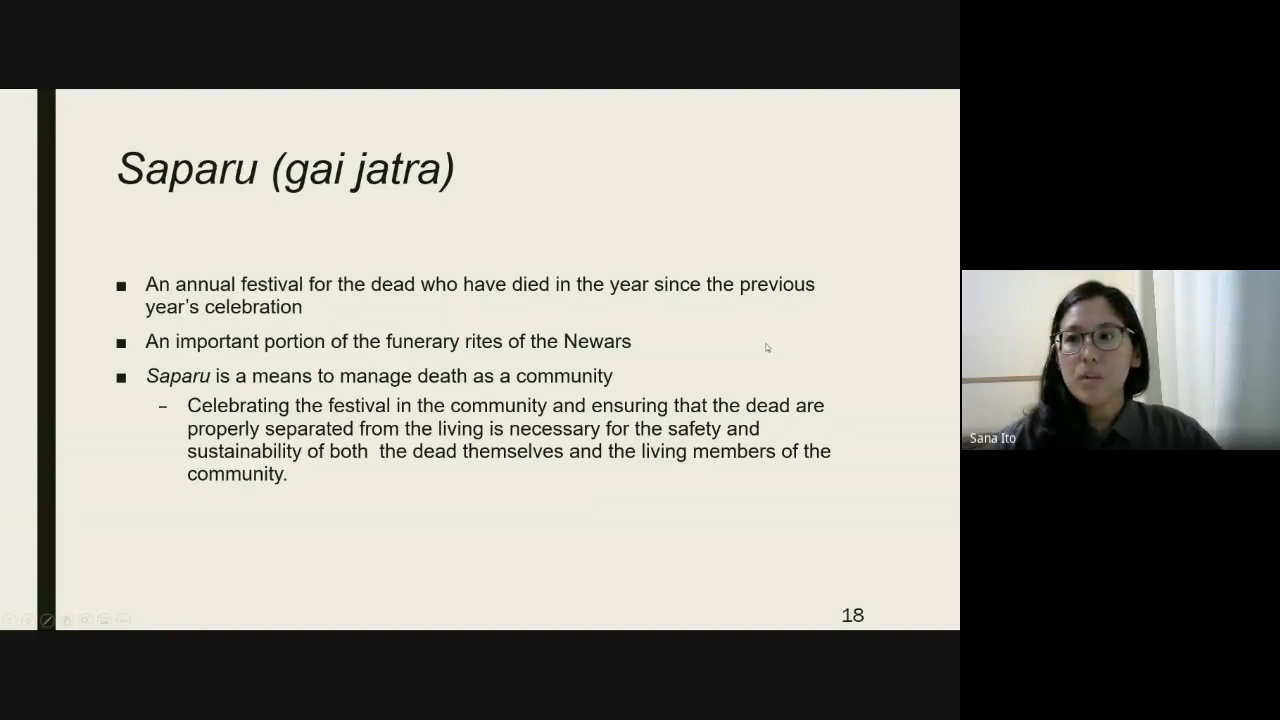 Saparu (gai jatra)
■ An annual festival for the dead who have died in the year since the previous
year’s celebration
■ An important portion of the funerary rites of the Newars
■ Saparu is a means to manage death as a community
– Celebrating the festival in the community and ensuring that the dead are
properly separated from the living is necessary for the safety and
sustainability of both  the dead themselves and the living members of the
community.
18
Sana Ito